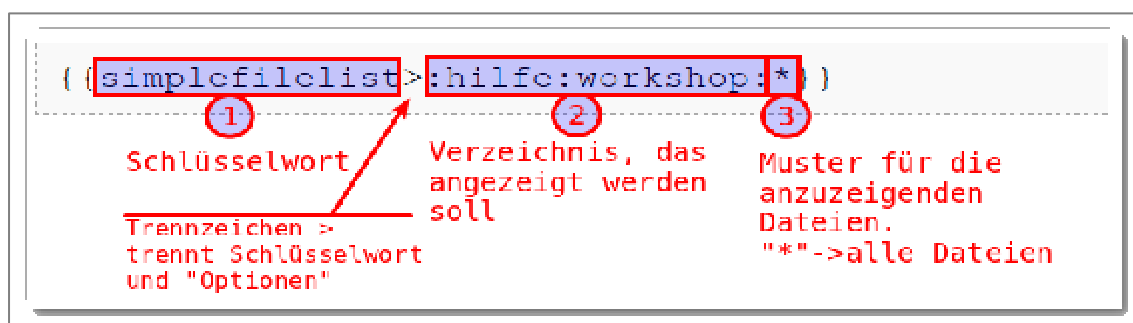 {{simplefilelist>:hilfe:workshop:*}}
1 2 3
Schlüsselwort
Verzeichnis, das
angezeigt werden
soll
Muster für die
anzuzeigenden
Dateien.
"*"->alle Dateien
Trennzeichen >
trennt Schlüsselwort
und "Optionen"